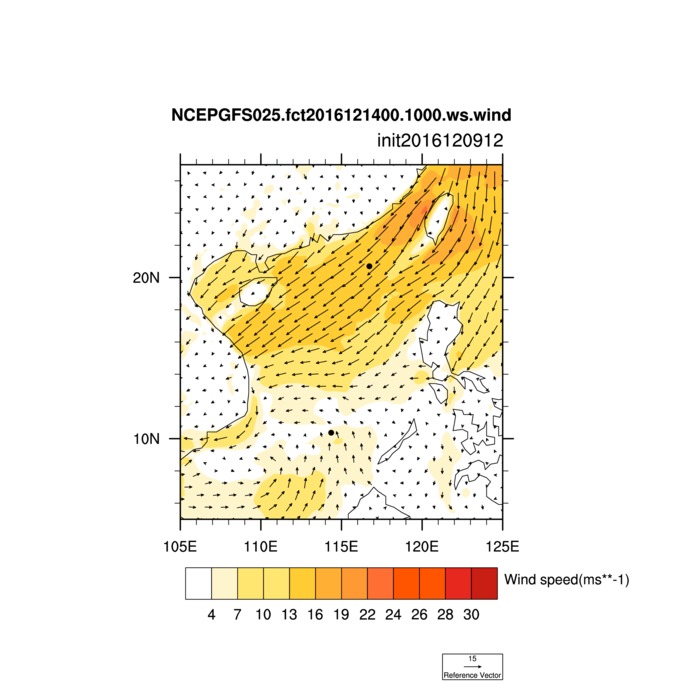 NCEPGFS025.fct2016121400.1000.ws.wind
init2016120912
20N
10N
105E 110E 115E 120E 125E
Wind speed(ms**-1)
4 7 10 13 16 19 22 24 26 28 30
15
Reference Vector